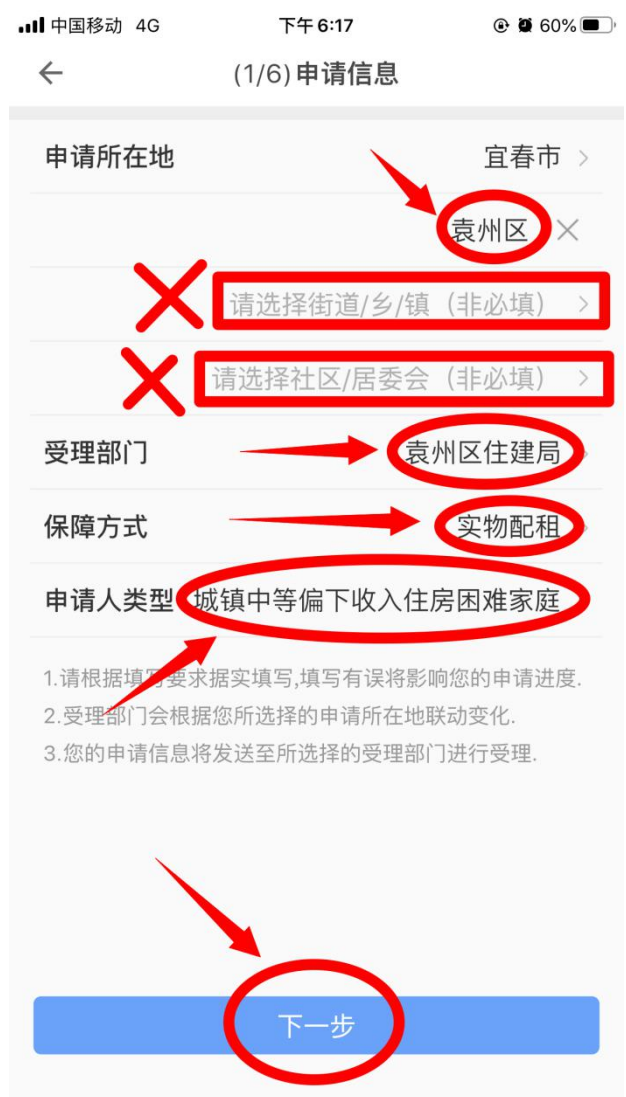 中国移动 4G 下午 6:17 60%
(1/6) 申请信息
申请所在地 宜春市
袁州区
请选择街道/乡/镇（非必填）
请选择社区/居委会（非必填）
受理部门 袁州区住建局
保障方式 实物配租
申请人类型 城镇中等偏下收入住房困难家庭
1.请根据填写要求据实填写,填写有误将影响您的申请进度.
2.受理部门会根据您所选择的申请所在地联动变化.
3.您的申请信息将发送至所选择的受理部门进行受理.
下一步